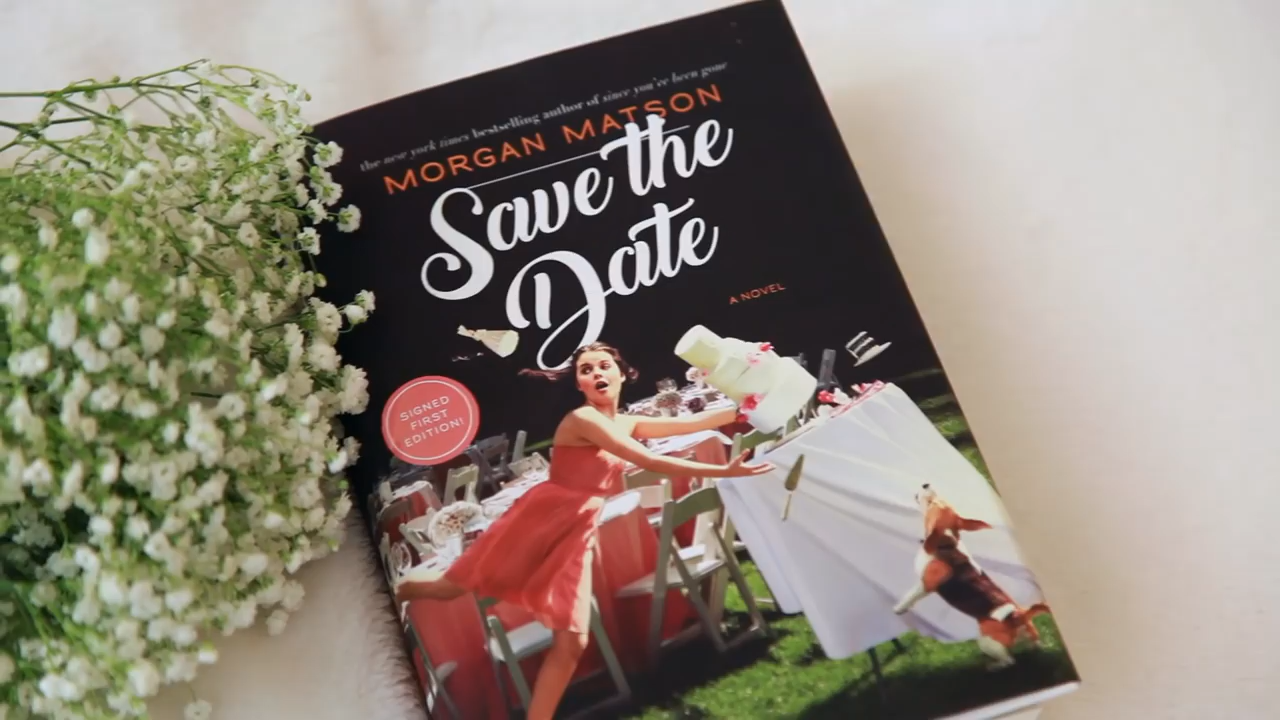 the new york times bestselling author of since you've been gone
MORGAN MATSON
Save the
Date
A NOVEL
SIGNED
FIRST
EDITION!